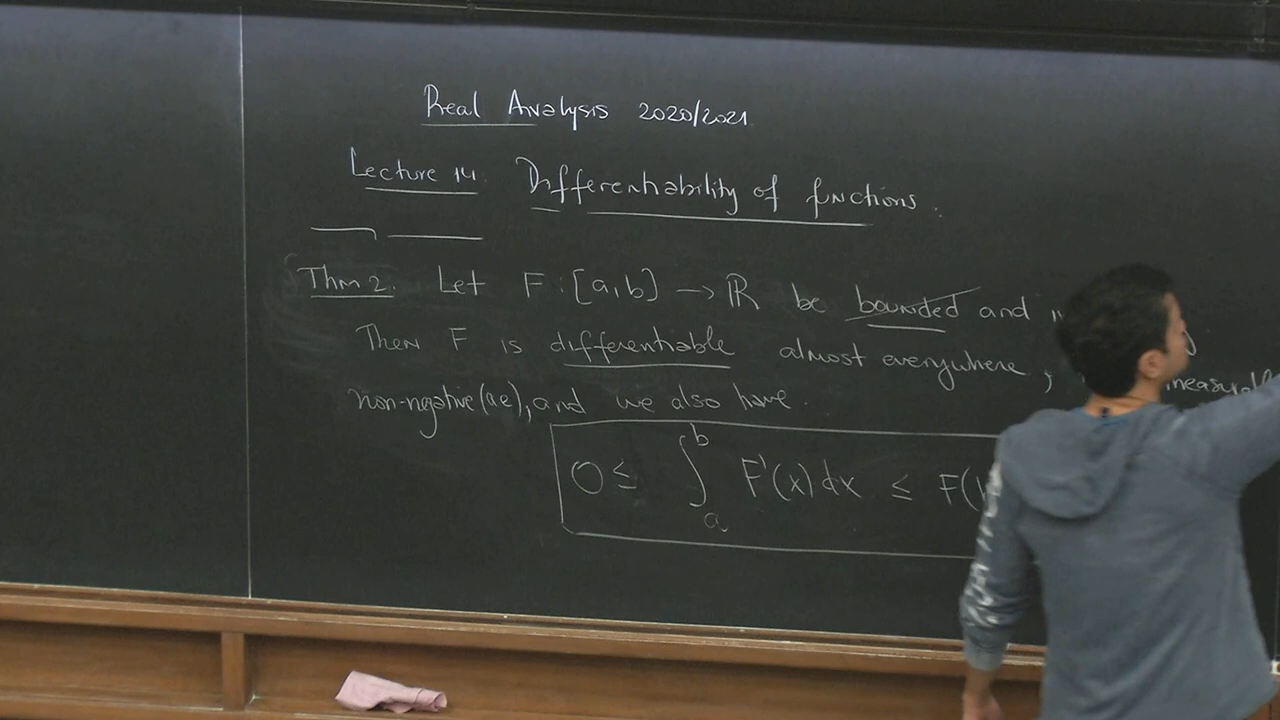 Real Analysis 2020/2021
Lecture 14. Differentiability of functions.
Thm 2. Let F : [a,b] → ℝ be bounded and
Then F is differentiable almost everywhere,
non-negative (ae), and we also have
0 ≤ ∫_a^b F'(x) dx ≤ F(